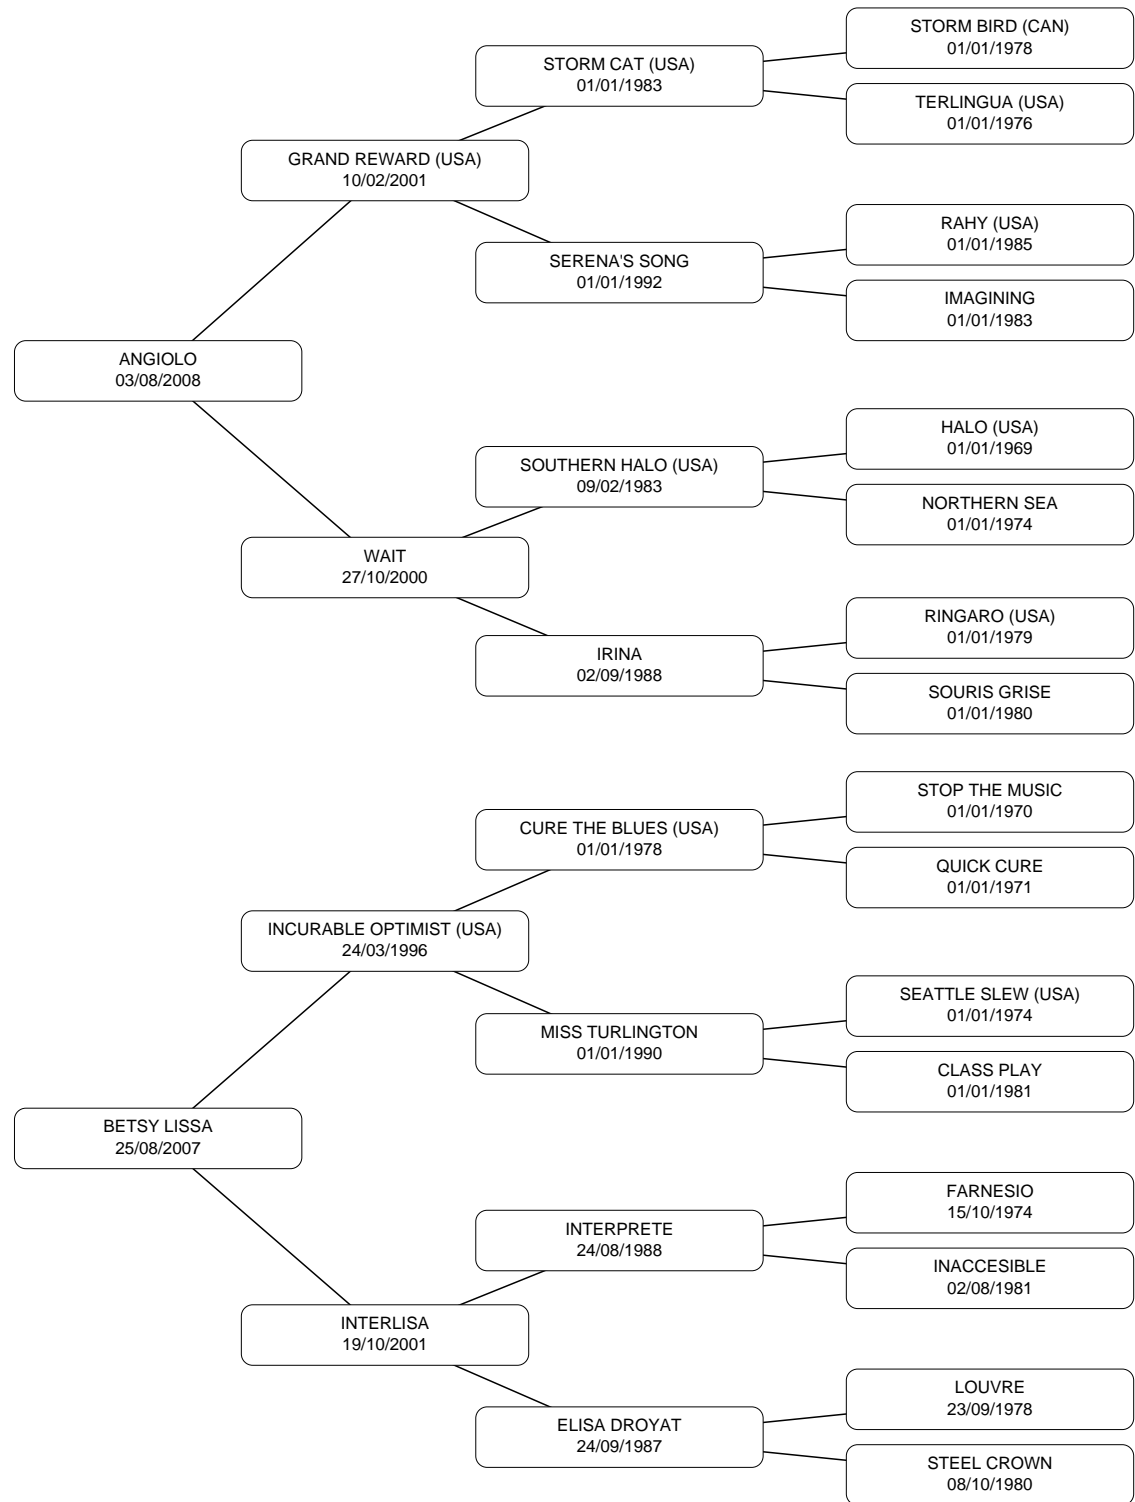 STORM BIRD (CAN)
01/01/1978
STORM CAT (USA)
01/01/1983
TERLINGUA (USA)
01/01/1976
GRAND REWARD (USA)
10/02/2001
RAHY (USA)
01/01/1985
SERENA'S SONG
01/01/1992
IMAGINING
01/01/1983
ANGIOLO
03/08/2008
HALO (USA)
01/01/1969
SOUTHERN HALO (USA)
09/02/1983
NORTHERN SEA
01/01/1974
WAIT
27/10/2000
RINGARO (USA)
01/01/1979
IRINA
02/09/1988
SOURIS GRISE
01/01/1980
STOP THE MUSIC
01/01/1970
CURE THE BLUES (USA)
01/01/1978
QUICK CURE
01/01/1971
INCURABLE OPTIMIST (USA)
24/03/1996
SEATTLE SLEW (USA)
01/01/1974
MISS TURLINGTON
01/01/1990
CLASS PLAY
01/01/1981
BETSY LISSA
25/08/2007
FARNESIO
15/10/1974
INTERPRETE
24/08/1988
INACCESIBLE
02/08/1981
INTERLISA
19/10/2001
LOUVRE
23/09/1978
ELISA DROYAT
24/09/1987
STEEL CROWN
08/10/1980